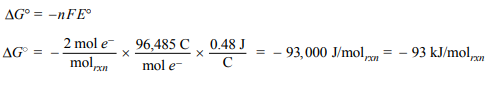 ΔG° = −nFE°
ΔG° = − 2 mol e⁻ / mol_rxn × 96,485 C / mol e⁻ × 0.48 J / C = − 93,000 J/mol_rxn = − 93 kJ/mol_rxn